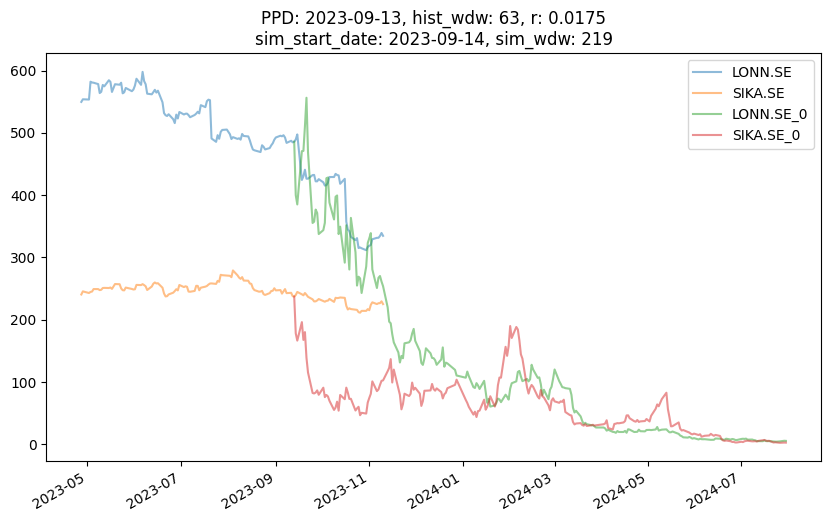 PPD: 2023-09-13, hist_wdw: 63, r: 0.0175
sim_start_date: 2023-09-14, sim_wdw: 219
LONN.SE
SIKA.SE
LONN.SE_0
SIKA.SE_0
600
500
400
300
200
100
0
2023-05
2023-07
2023-09
2023-11
2024-01
2024-03
2024-05
2024-07